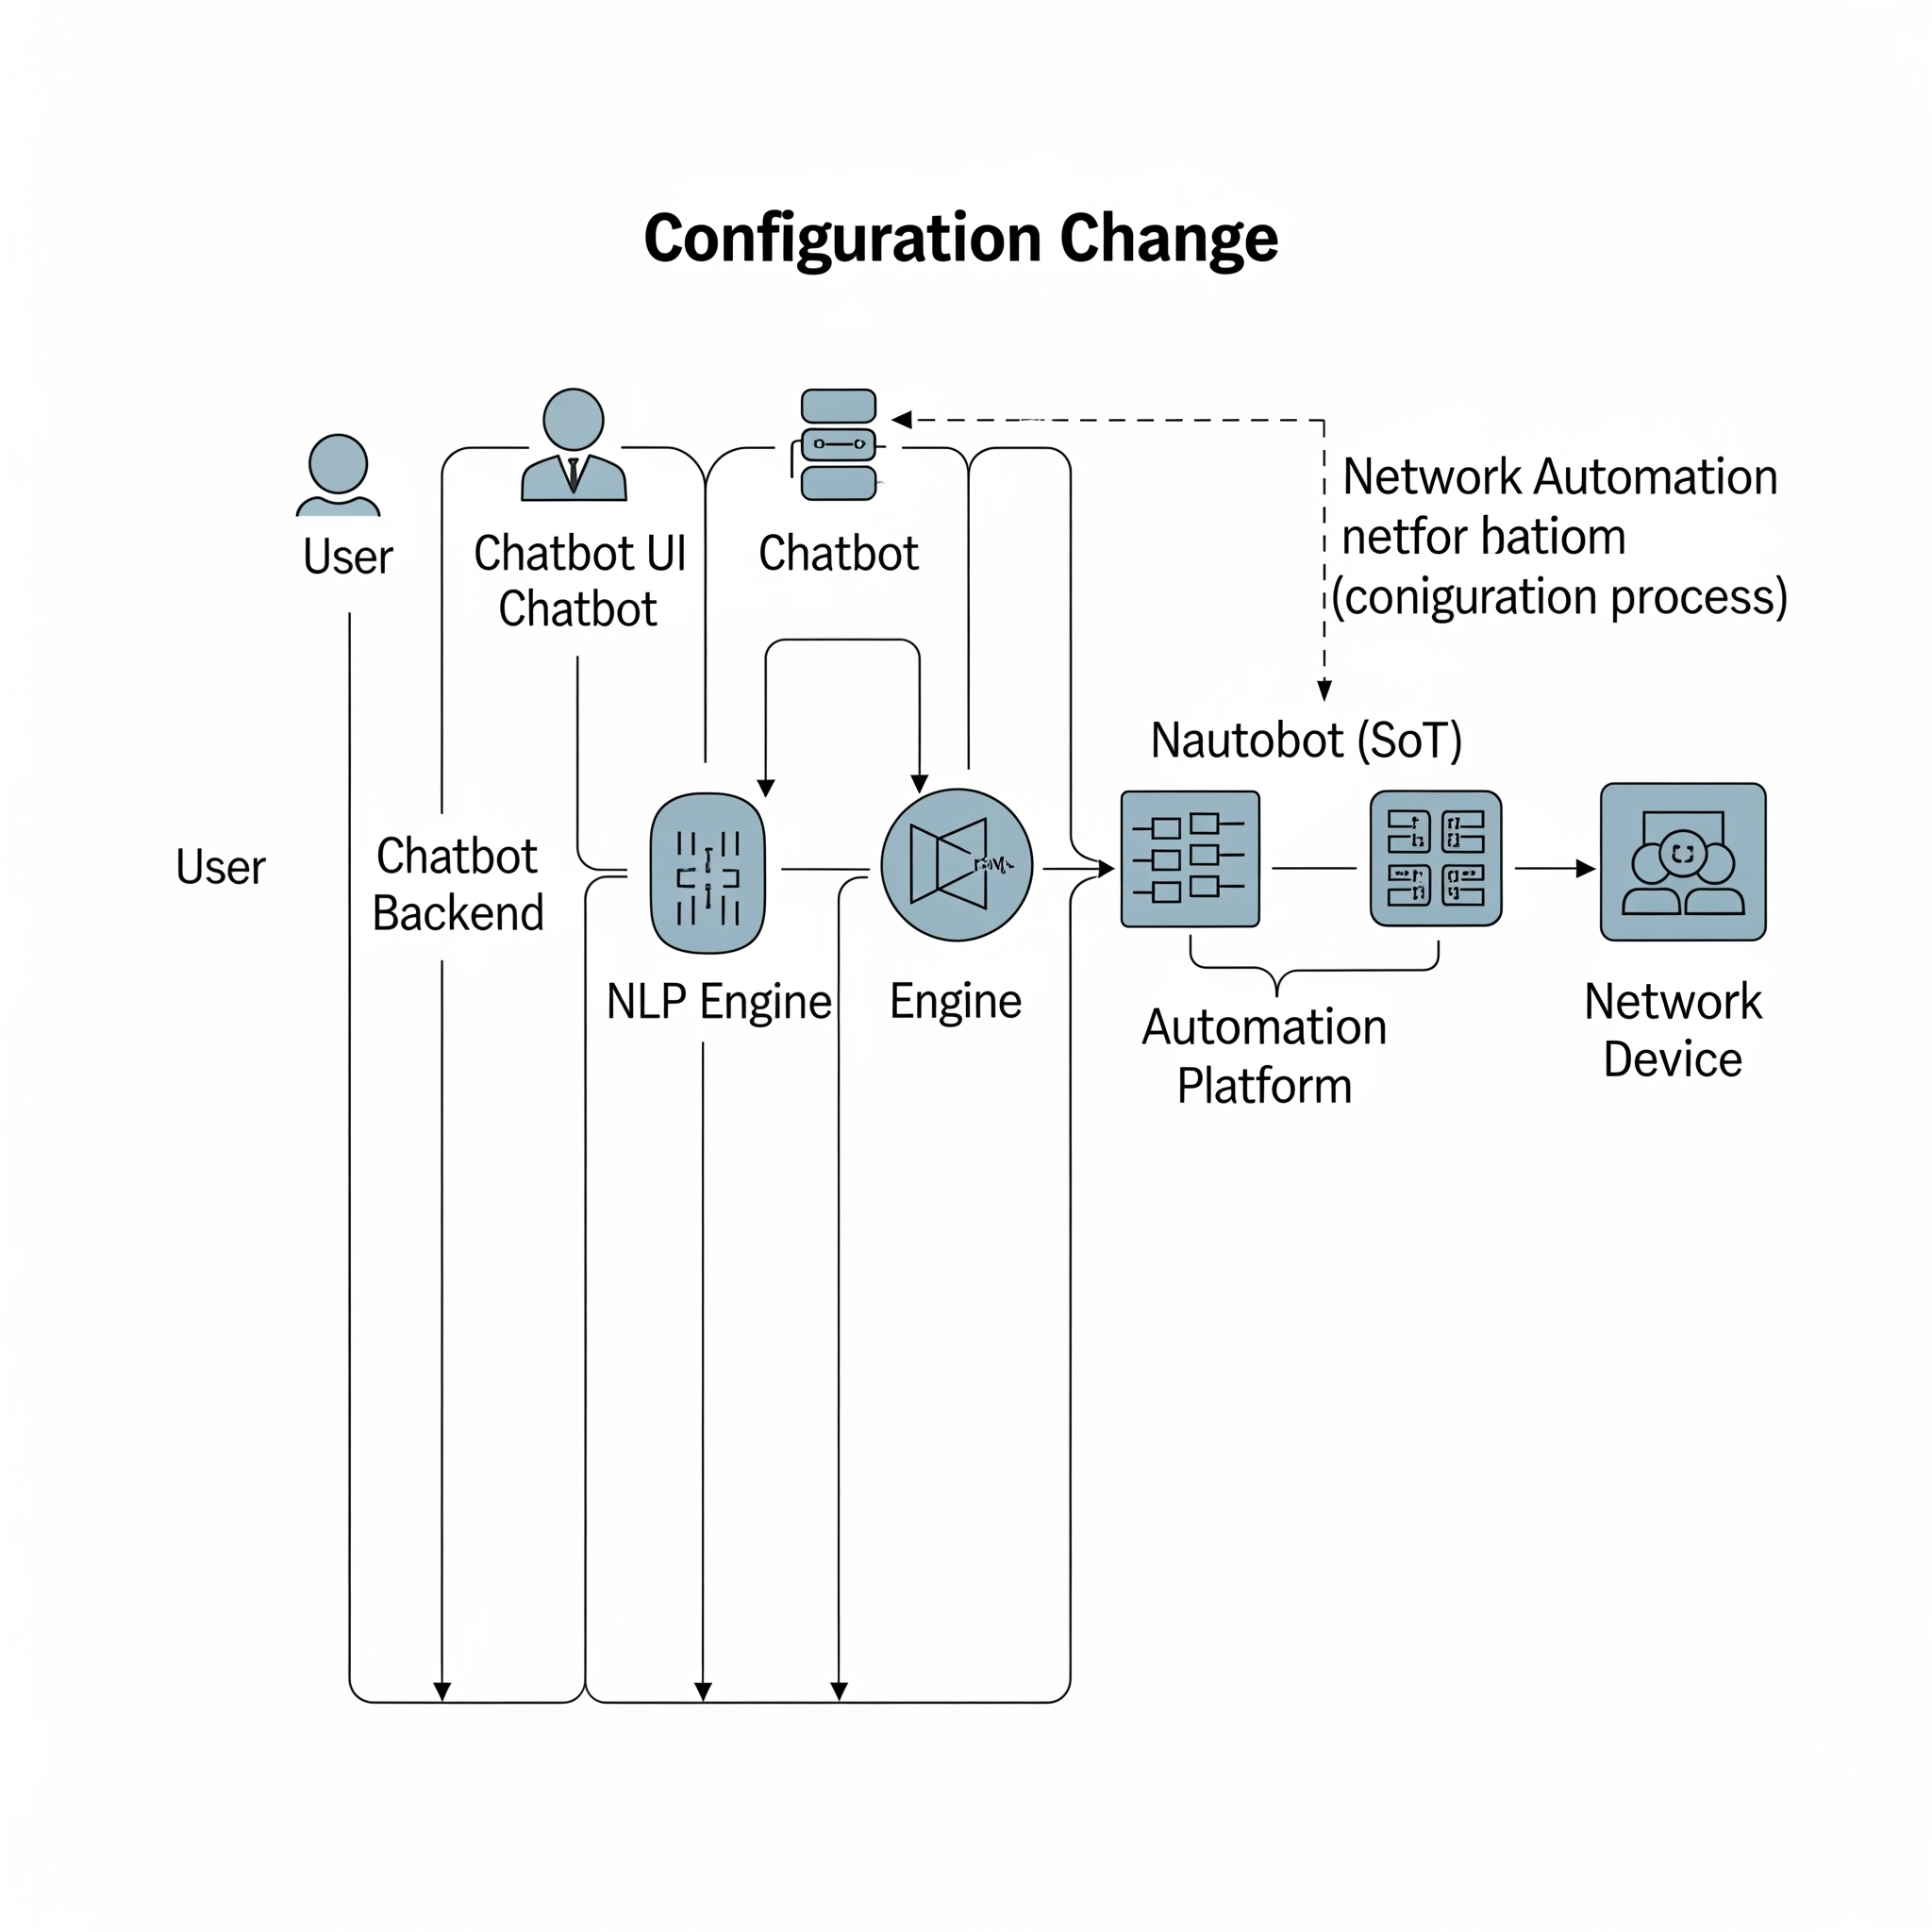 Configuration Change
User
Chatbot UI
Chatbot
Chatbot
Network Automation
netfor hatiom
(coniguration process)
Nautobot (SoT)
User
Chatbot
Backend
NLP Engine
Engine
Automation
Platform
Network
Device